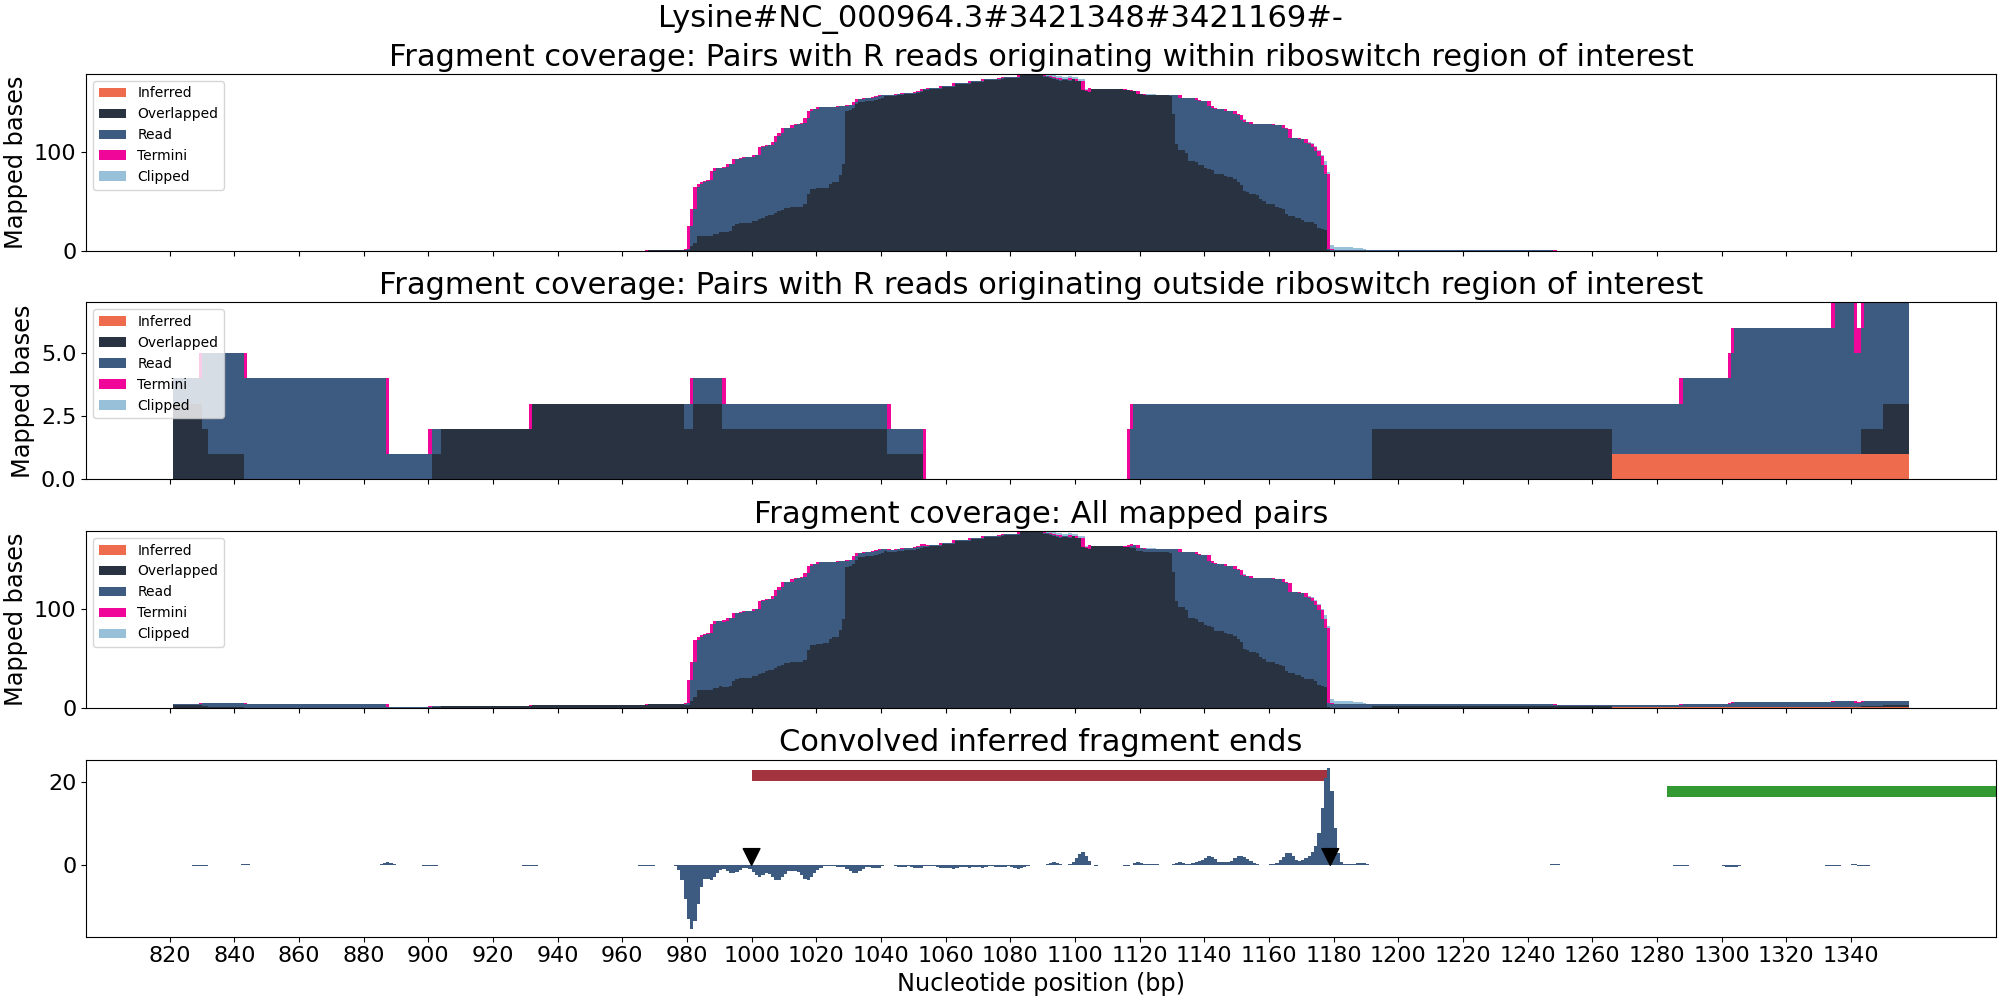 Lysine#NC_000964.3#3421348#3421169#-
Fragment coverage: Pairs with R reads originating within riboswitch region of interest
Mapped bases
100
0
Inferred
Overlapped
Read
Termini
Clipped
Fragment coverage: Pairs with R reads originating outside riboswitch region of interest
Mapped bases
5.0
2.5
0.0
Inferred
Overlapped
Read
Termini
Clipped
Fragment coverage: All mapped pairs
Mapped bases
100
0
Inferred
Overlapped
Read
Termini
Clipped
Convolved inferred fragment ends
20
0
820 840 860 880 900 920 940 960 980 1000 1020 1040 1060 1080 1100 1120 1140 1160 1180 1200 1220 1240 1260 1280 1300 1320 1340
Nucleotide position (bp)